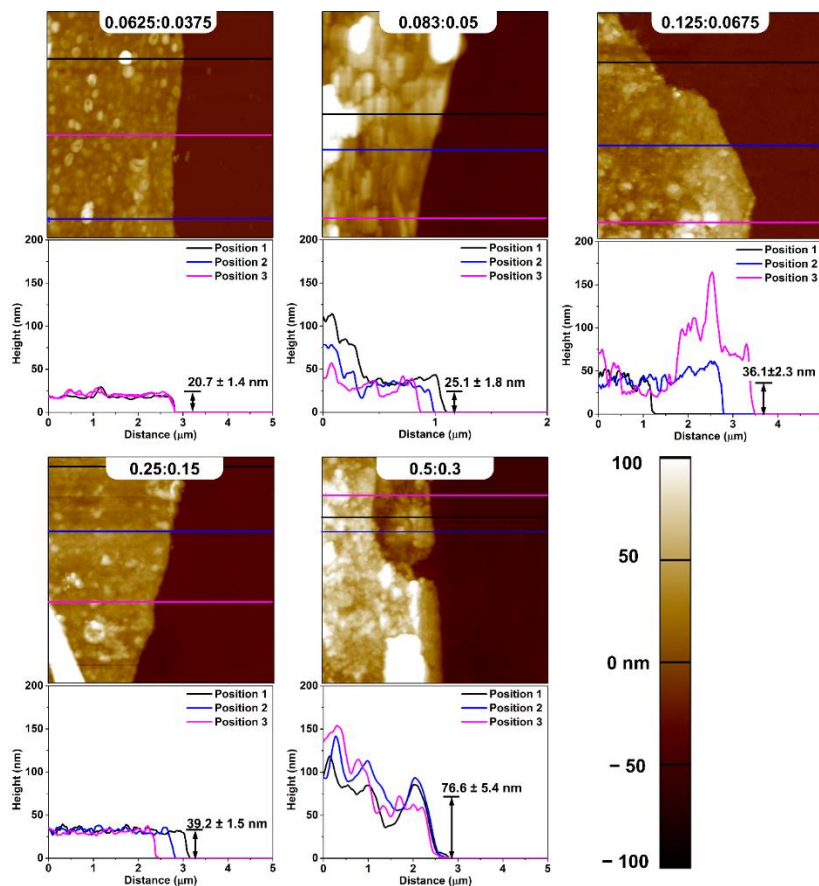 0.0625:0.0375
0.083:0.05
0.125:0.0675
200
150
100
50
0
Height (nm)
Position 1
Position 2
Position 3
20.7 ± 1.4 nm
0 1 2 3 4 5
Distance (μm)
200
150
100
50
0
Height (nm)
Position 1
Position 2
Position 3
25.1 ± 1.8 nm
0 1 2
Distance (μm)
200
150
100
50
0
Height (nm)
Position 1
Position 2
Position 3
36.1±2.3 nm
0 1 2 3 4 5
Distance (μm)
0.25:0.15
0.5:0.3
200
150
100
50
0
Height (nm)
Position 1
Position 2
Position 3
39.2 ± 1.5 nm
0 1 2 3 4 5
Distance (μm)
200
150
100
50
0
Height (nm)
Position 1
Position 2
Position 3
76.6 ± 5.4 nm
0 1 2 3 4 5
Distance (μm)
100
50
0 nm
− 50
− 100